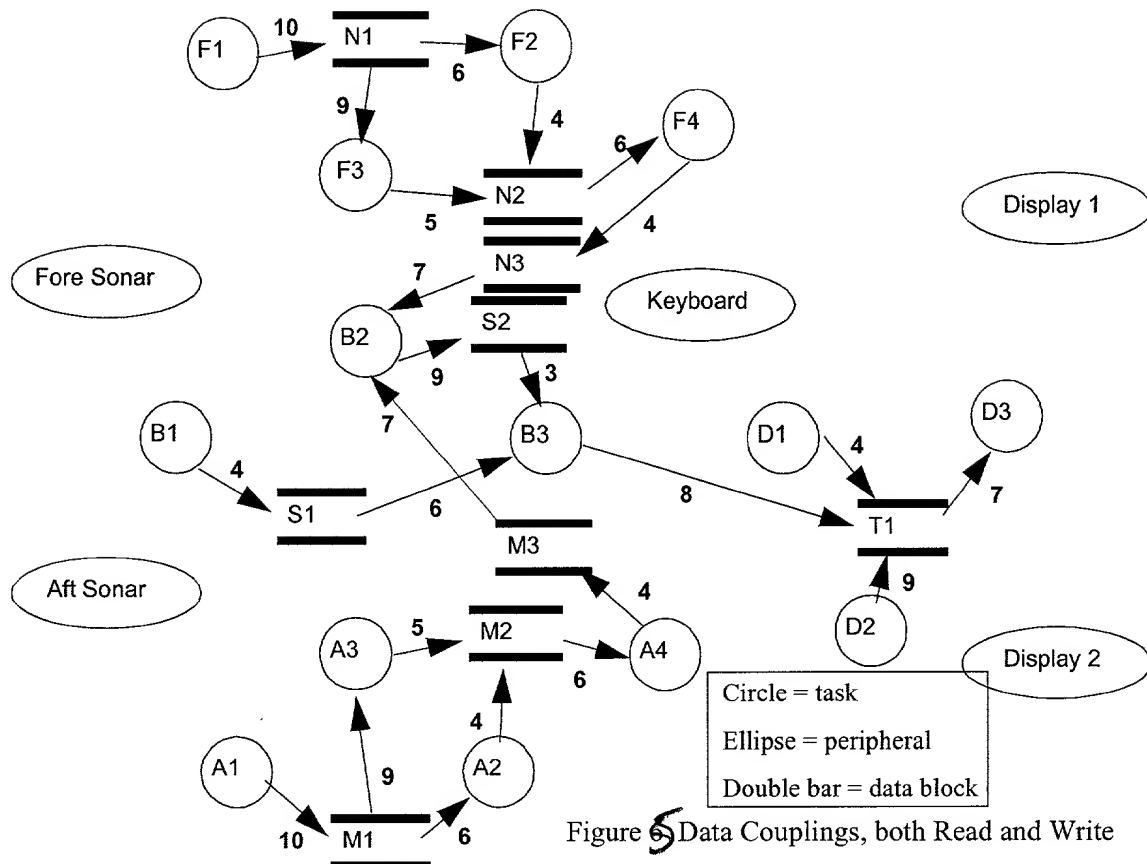 10
F1
N1
F2
6
9
4
F4
6
F3
N2
5
4
Display 1
N3
7
Fore Sonar
Keyboard
S2
B2
9
3
D3
7
B1
B3
D1
4
4
7
8
6
S1
T1
M3
9
Aft Sonar
4
M2
5
A3
A4
D2
6
Display 2
4
Circle = task
Ellipse = peripheral
Double bar = data block
A1
9
A2
10
M1
6
Figure 5 Data Couplings, both Read and Write